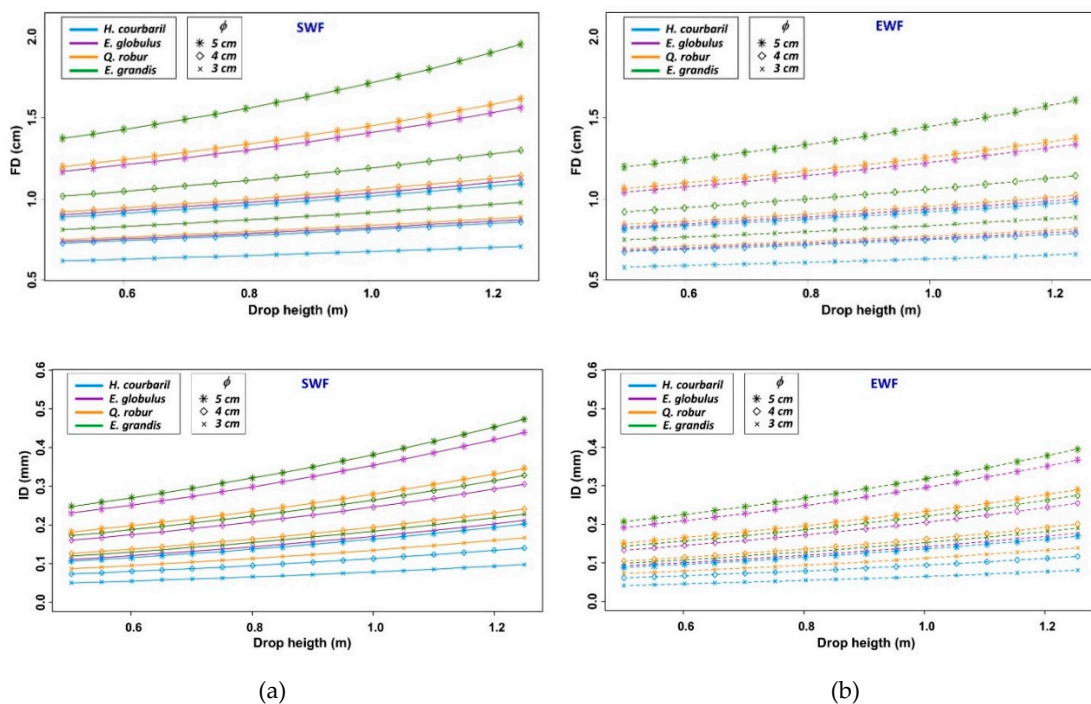 SWF
H. courbaril
E. globulus
Q. robur
E. grandis
ϕ
5 cm
4 cm
3 cm
FD (cm)
2.0
1.5
1.0
0.5
0.6 0.8 1.0 1.2
Drop heigth (m)
EWF
H. courbaril
E. globulus
Q. robur
E. grandis
ϕ
5 cm
4 cm
3 cm
FD (cm)
2.0
1.5
1.0
0.5
0.6 0.8 1.0 1.2
Drop heigth (m)
SWF
H. courbaril
E. globulus
Q. robur
E. grandis
ϕ
5 cm
4 cm
3 cm
ID (mm)
0.6
0.5
0.4
0.3
0.2
0.1
0.0
0.6 0.8 1.0 1.2
Drop heigth (m)
EWF
H. courbaril
E. globulus
Q. robur
E. grandis
ϕ
5 cm
4 cm
3 cm
ID (mm)
0.6
0.5
0.4
0.3
0.2
0.1
0.0
0.6 0.8 1.0 1.2
Drop heigth (m)
(a) (b)